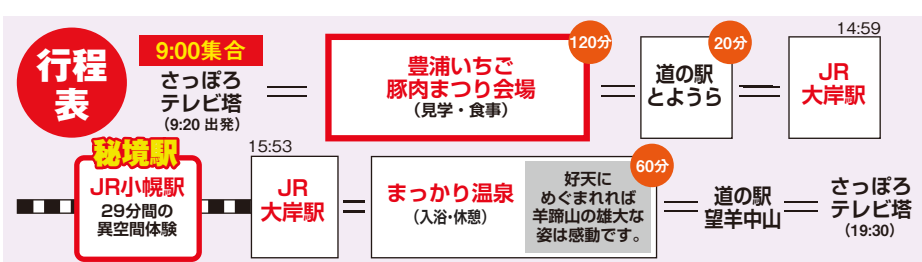 行程
表
9:00集合
さっぽろ
テレビ塔
(9:20 出発)
120分
豊浦いちご
豚肉まつり会場
(見学・食事)
20分
道の駅
とようら
14:59
JR
大岸駅
秘境駅
JR小幌駅
29分間の
異空間体験
15:53
JR
大岸駅
60分
まっかり温泉
(入浴・休憩)
好天に
めぐまれれば
羊蹄山の雄大な
姿は感動です。
道の駅
望羊中山
さっぽろ
テレビ塔
(19:30)